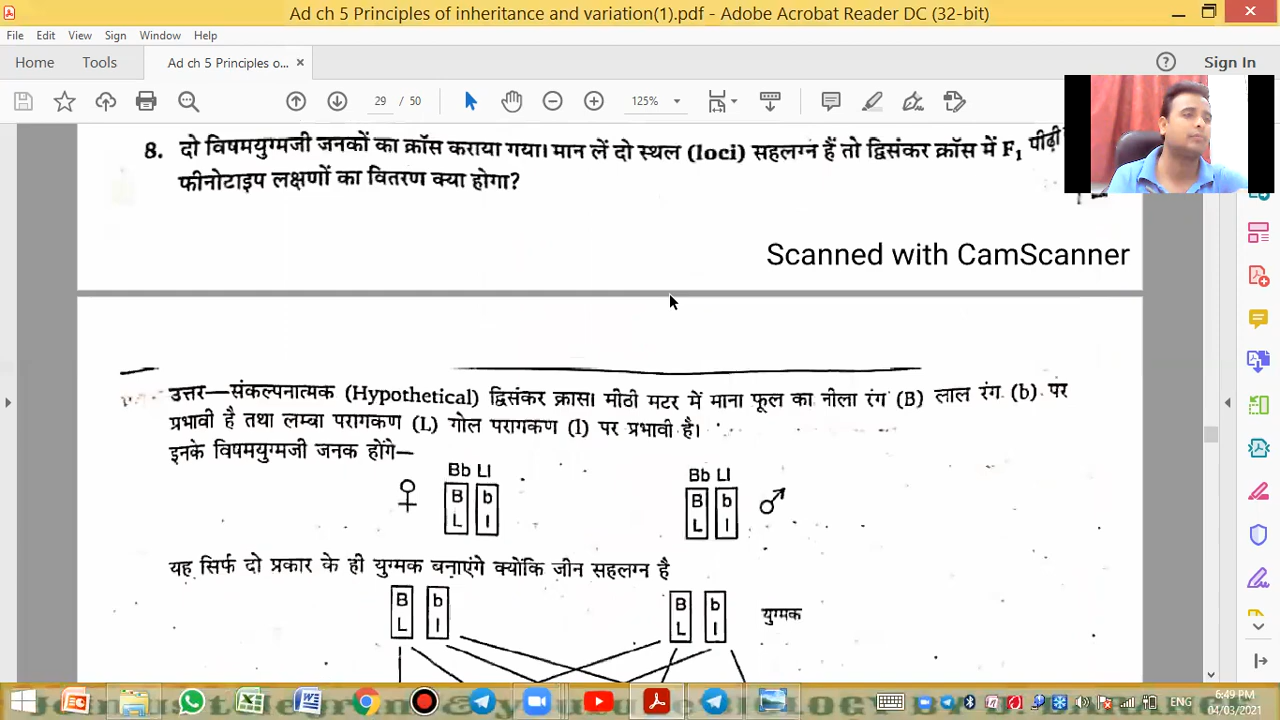 Ad ch 5 Principles of inheritance and variation(1).pdf - Adobe Acrobat Reader DC (32-bit)
File Edit View Sign Window Help
Home Tools Ad ch 5 Principles o... × Sign In
29 / 50 125%
8. दो विषमयुग्मजी जनकों का क्रॉस कराया गया। मान लें दो स्थल (loci) सहलग्न हैं तो द्विसंकर क्रॉस में F1 पीढ़ी
फीनोटाइप लक्षणों का वितरण क्या होगा?
Scanned with CamScanner
उत्तर—संकल्पनात्मक (Hypothetical) द्विसंकर क्रास। मीठी मटर में माना फूल का नीला रंग (B) लाल रंग (b) पर
प्रभावी है तथा लम्बा परागकण (L) गोल परागकण (l) पर प्रभावी है।
इनके विषमयुग्मजी जनक होंगे—
Bb Ll Bb Ll
♀ B b B b ♂
L l L l
यह सिर्फ दो प्रकार के ही युग्मक बनाएंगे क्योंकि जीन सहलग्न है
B b B b युग्मक
L l L l
ENG
6:49 PM
04/03/2021